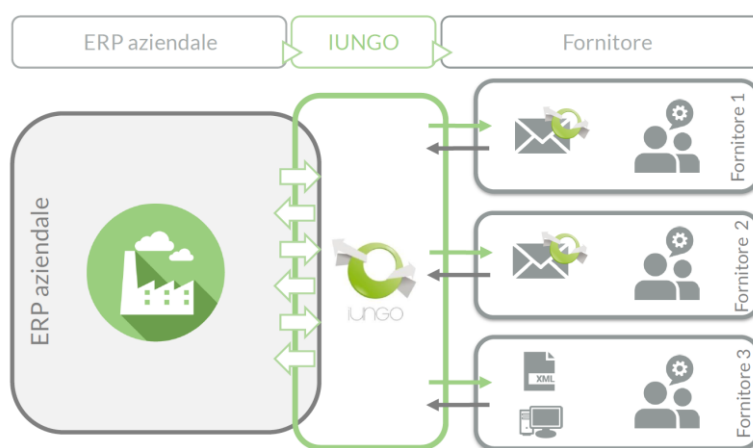 ERP aziendale
IUNGO
Fornitore
ERP aziendale
IUNGO
Fornitore 1
Fornitore 2
XML
Fornitore 3